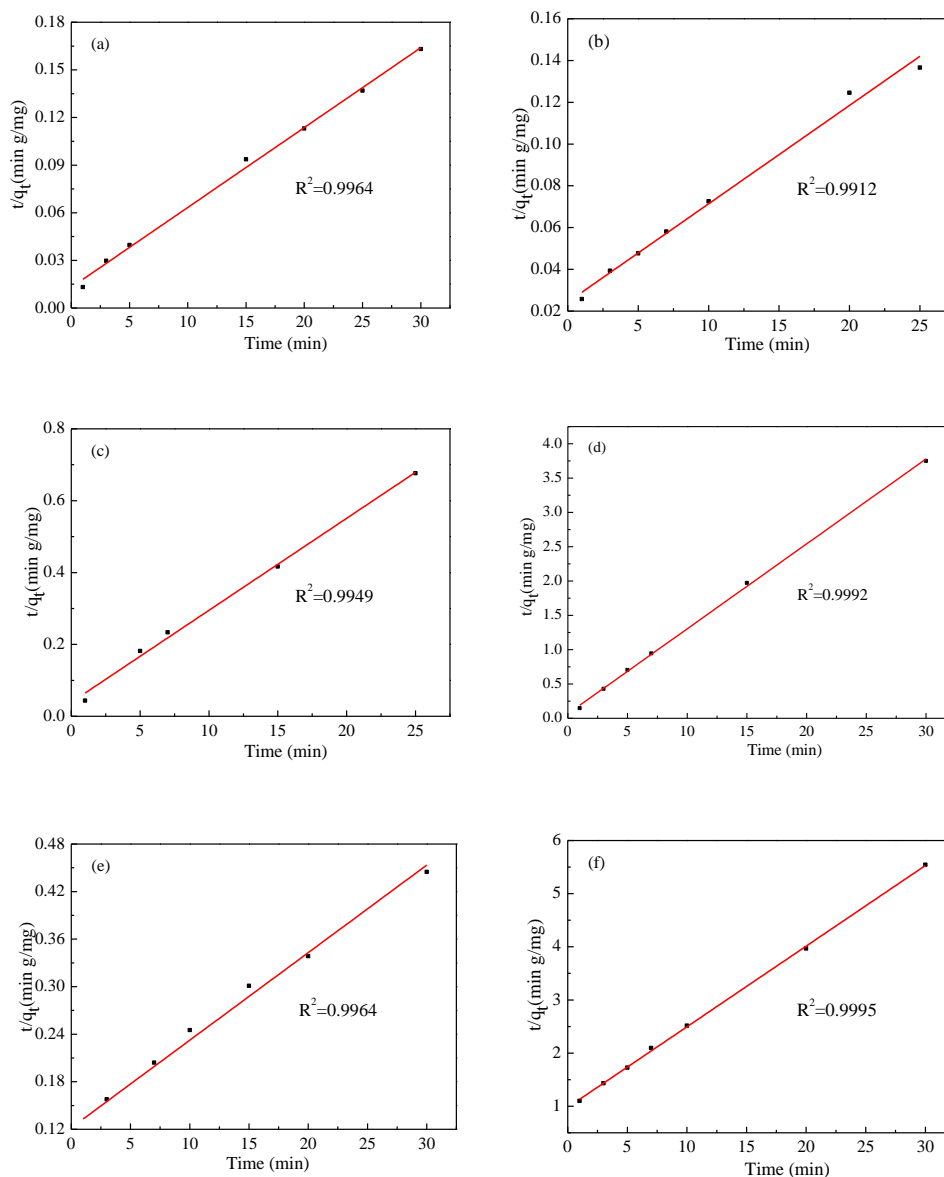 (a)
t/qt(min g/mg)
0.18
0.15
0.12
0.09
0.06
0.03
0.00
R²=0.9964
0 5 10 15 20 25 30
Time (min)
(b)
t/qt(min g/mg)
0.16
0.14
0.12
0.10
0.08
0.06
0.04
0.02
R²=0.9912
0 5 10 15 20 25
Time (min)
(c)
t/qt(min g/mg)
0.8
0.6
0.4
0.2
0.0
R²=0.9949
0 5 10 15 20 25
Time (min)
(d)
t/qt(min g/mg)
4.0
3.5
3.0
2.5
2.0
1.5
1.0
0.5
0.0
R²=0.9992
0 5 10 15 20 25 30
Time (min)
(e)
t/qt(min g/mg)
0.48
0.42
0.36
0.30
0.24
0.18
0.12
R²=0.9964
0 5 10 15 20 25 30
Time (min)
(f)
t/qt(min g/mg)
6
5
4
3
2
1
R²=0.9995
0 5 10 15 20 25 30
Time (min)